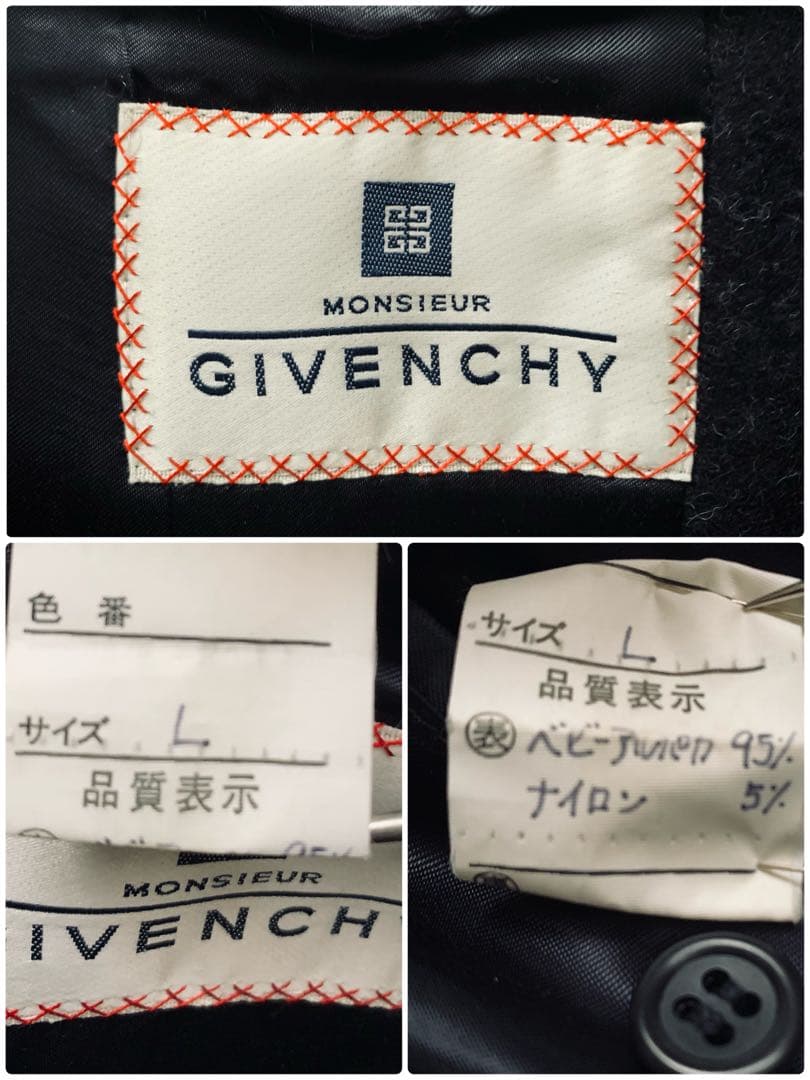 MONSIEUR
GIVENCHY
色番
サイズ L
品質表示
MONSIEUR
IVENCH
サイズ L
品質表示
表 ベビーアルパカ 95%
ナイロン 5%